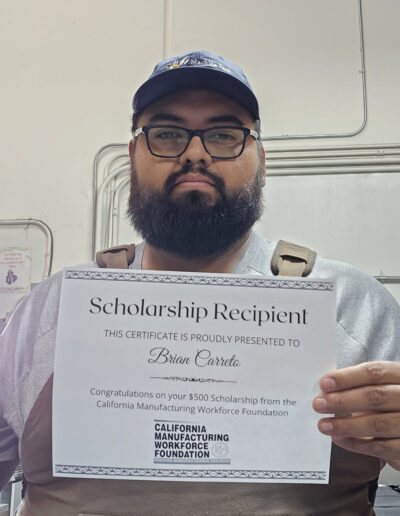 Scholarship Recipient
THIS CERTIFICATE IS PROUDLY PRESENTED TO
Brian Carreto
Congratulations on your $500 Scholarship from the
California Manufacturing Workforce Foundation
CALIFORNIA
MANUFACTURING
WORKFORCE
FOUNDATION